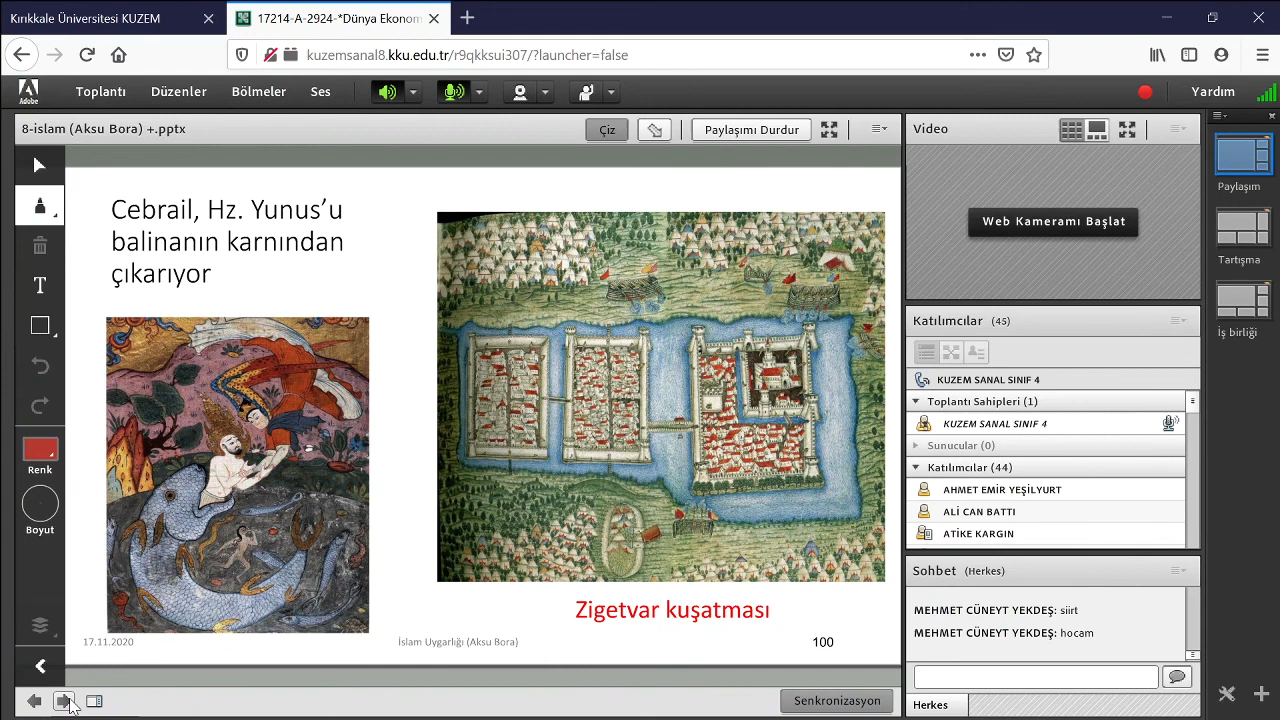 Kırıkkale Üniversitesi KUZEM
17214-A-2924-*Dünya Ekonom
kuzemsanal8.kku.edu.tr/r9qkksui307/?launcher=false
Adobe
Toplantı
Düzenler
Bölmeler
Ses
Yardım
8-islam (Aksu Bora) +.pptx
Çiz
Paylaşımı Durdur
Video
Web Kameramı Başlat
Paylaşım
Tartışma
İş birliği
Cebrail, Hz. Yunus’u
balinanın karnından
çıkarıyor
Zigetvar kuşatması
17.11.2020
İslam Uygarlığı (Aksu Bora)
100
T
Renk
Boyut
Senkronizasyon
Katılımcılar (45)
KUZEM SANAL SINIF 4
Toplantı Sahipleri (1)
KUZEM SANAL SINIF 4
Sunucular (0)
Katılımcılar (44)
AHMET EMİR YEŞİLYURT
ALİ CAN BATTI
ATİKE KARGIN
Sohbet (Herkes)
MEHMET CÜNEYT YEKDEŞ: siirt
MEHMET CÜNEYT YEKDEŞ: hocam
Herkes